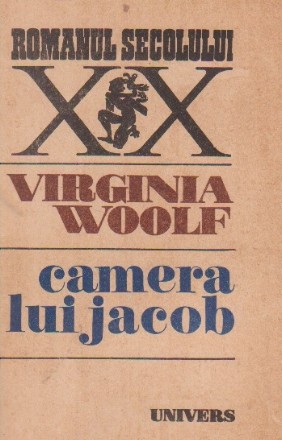 ROMANUL SECOLULUI
XX
VIRGINIA
WOOLF
camera
lui jacob
UNIVERS